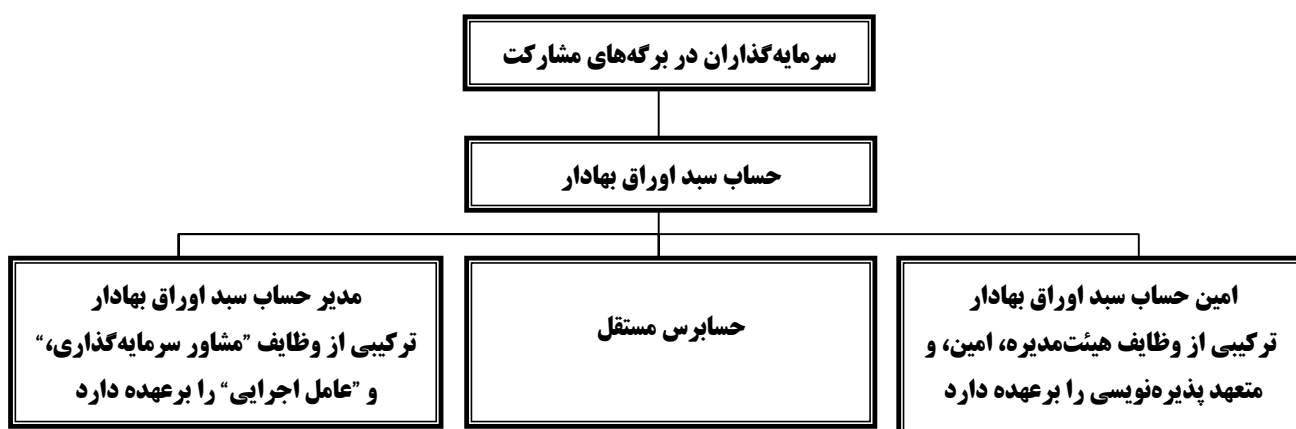 سرمایه‌گذاران در برگه‌های مشارکت
حساب سبد اوراق بهادار
امین حساب سبد اوراق بهادار
ترکیبی از وظایف هیئت‌مدیره، امین، و
متعهد پذیره‌نویسی را برعهده دارد
حسابرس مستقل
مدیر حساب سبد اوراق بهادار
ترکیبی از وظایف ”مشاور سرمایه‌گذاری،“
و ”عامل اجرایی“ را برعهده دارد